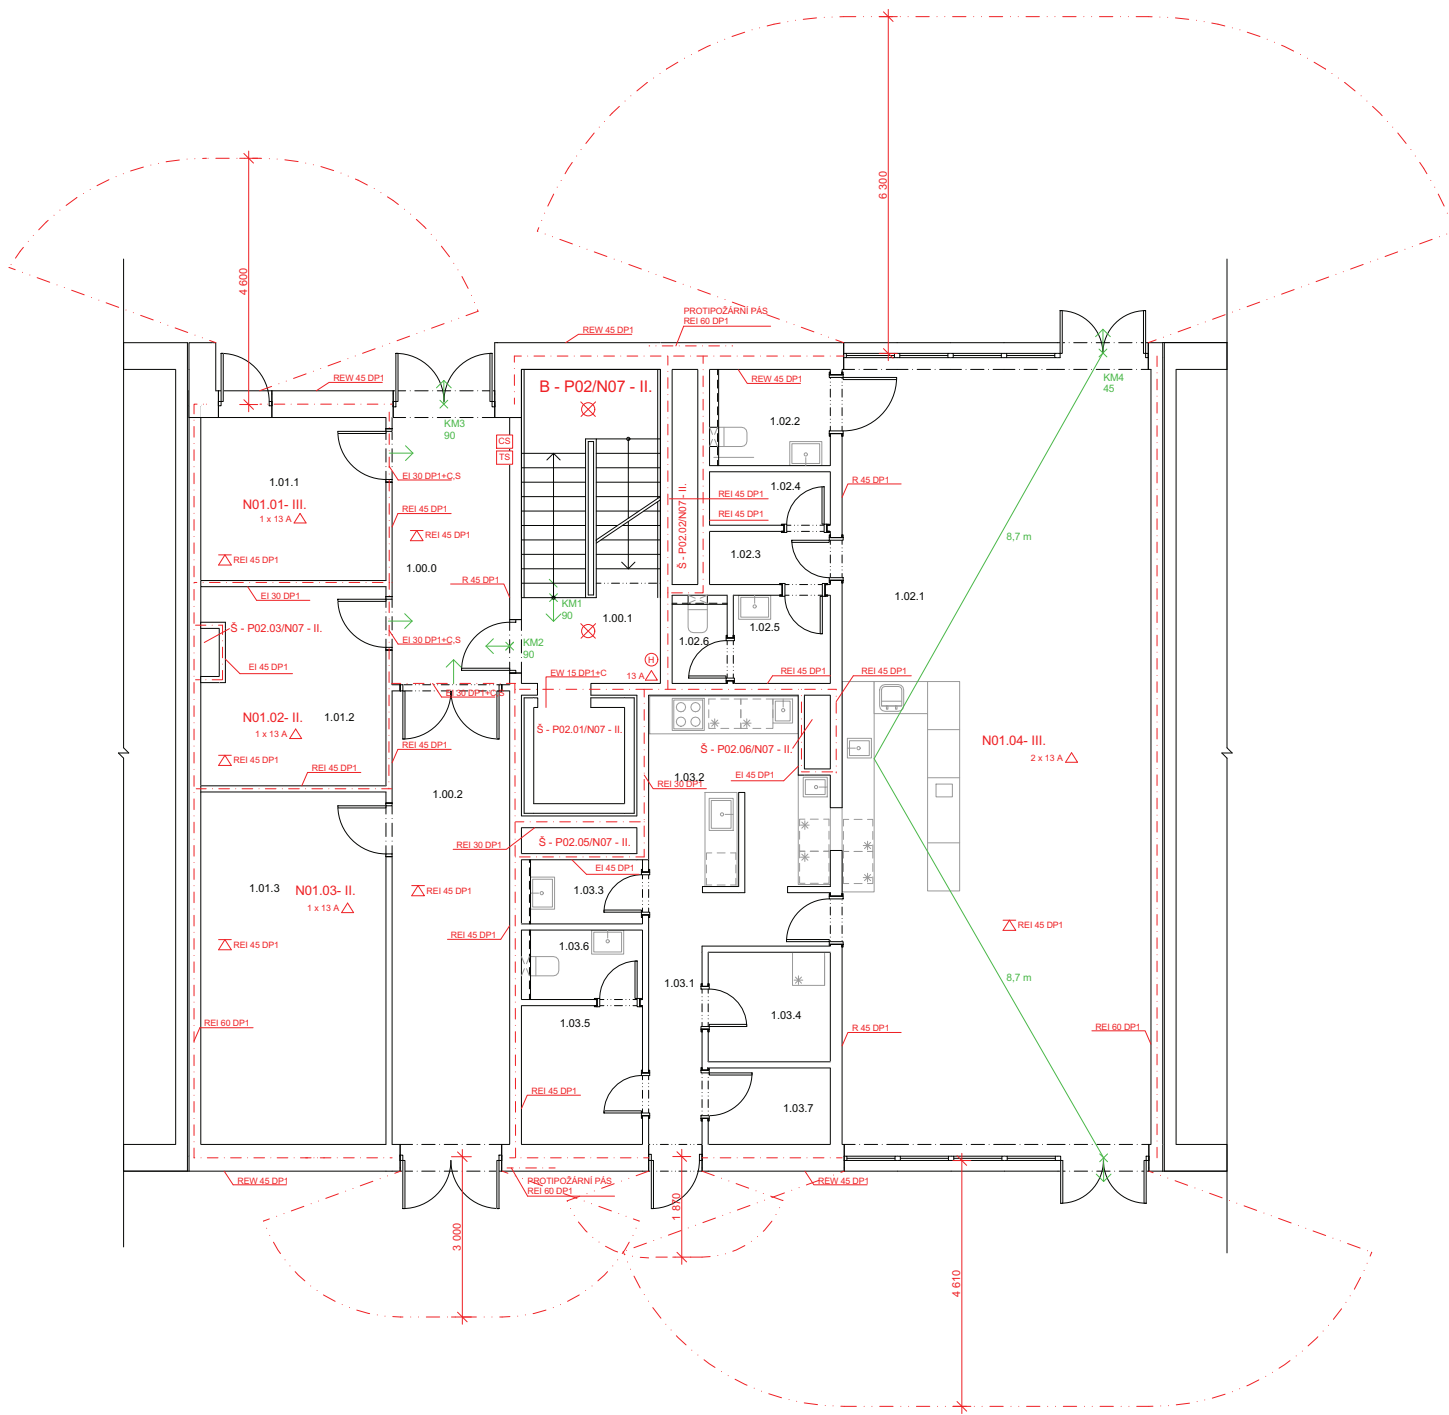 6 300
4 600
PROTIPOŽÁRNÍ PÁS
REI 60 DP1
REW 45 DP1
REW 45 DP1
REW 45 DP1
KM4
45
B - P02/N07 - II.
KM3
90
CS
TS
1.02.2
1.01.1
N01.01- III.
1 x 13 A
EI 30 DP1+C,S
REI 45 DP1
REI 45 DP1
REI 45 DP1
1.02.4
REI 45 DP1
REI 45 DP1
R 45 DP1
Š - P02.02/N07 - II.
8,7 m
1.02.3
1.00.0
R 45 DP1
EI 30 DP1
KM1
90
1.00.1
1.02.1
Š - P02.03/N07 - II.
EI 30 DP1+C,S
KM2
90
1.02.6
1.02.5
EI 45 DP1
H
13 A
EW 15 DP1+C
REI 45 DP1
REI 45 DP1
EI 30 DP1+C,S
N01.02- II.
1.01.2
1 x 13 A
REI 45 DP1
REI 45 DP1
REI 45 DP1
Š - P02.01/N07 - II.
Š - P02.06/N07 - II.
N01.04- III.
2 x 13 A
1.03.2
EI 45 DP1
REI 30 DP1
1.00.2
REI 30 DP1
Š - P02.05/N07 - II.
EI 45 DP1
1.01.3
N01.03- II.
1 x 13 A
REI 45 DP1
1.03.3
REI 45 DP1
REI 45 DP1
1.03.6
REI 45 DP1
8,7 m
1.03.1
1.03.4
1.03.5
REI 60 DP1
R 45 DP1
REI 60 DP1
REI 45 DP1
1.03.7
REW 45 DP1
PROTIPOŽÁRNÍ PÁS
REI 60 DP1
REW 45 DP1
1 870
3 000
4 610